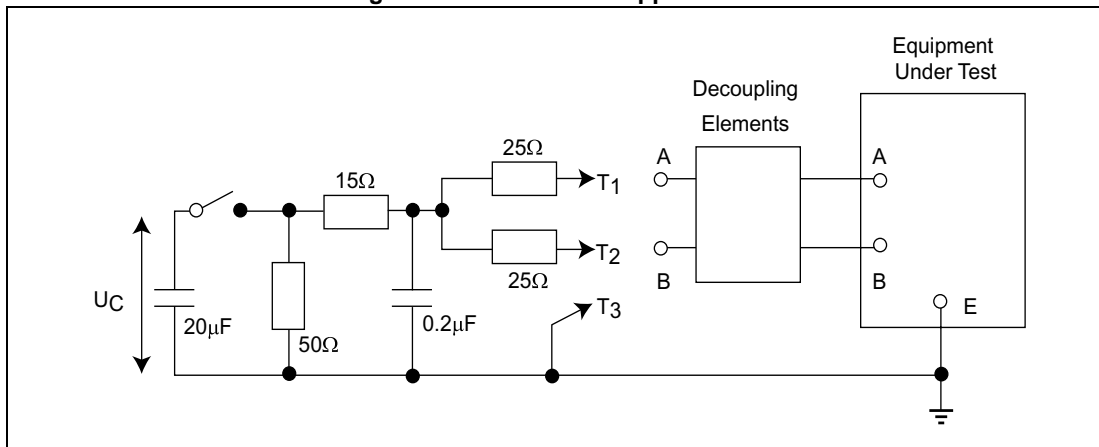 Equipment
Under Test
Decoupling
Elements
25Ω
A
A
T1
15Ω
T2
B
B
25Ω
T3
E
UC
20μF
50Ω
0.2μF